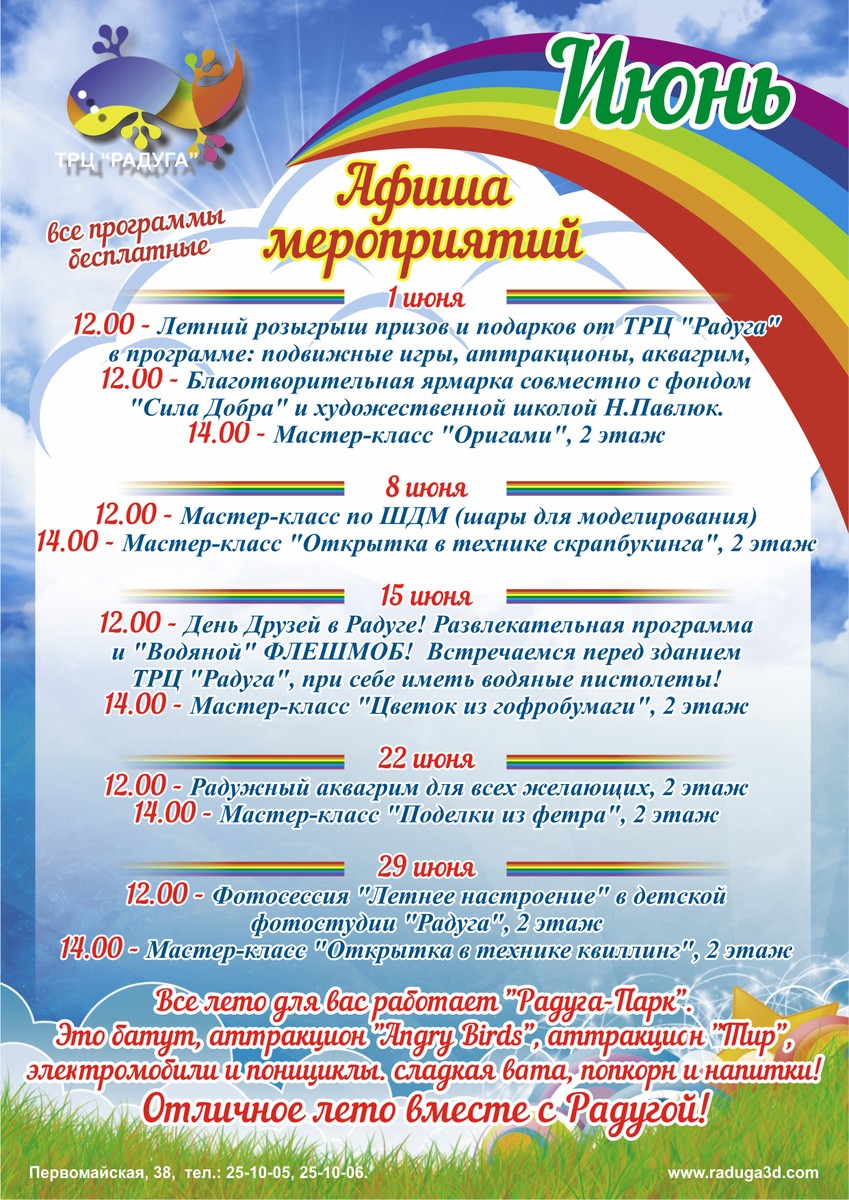 Июнь
ТРЦ "РАДУГА"
Афиша
мероприятий
все программы
бесплатные
1 июня
12.00 - Летний розыгрыш призов и подарков от ТРЦ "Радуга"
в программе: подвижные игры, аттракционы, аквагрим,
12.00 - Благотворительная ярмарка совместно с фондом
"Сила Добра" и художественной школой Н.Павлюк.
14.00 - Мастер-класс "Оригами", 2 этаж
8 июня
12.00 - Мастер-класс по ШДМ (шары для моделирования)
14.00 - Мастер-класс "Открытка в технике скрапбукинга", 2 этаж
15 июня
12.00 - День Друзей в Радуге! Развлекательная программа
и "Водяной" ФЛЕШМОБ! Встречаемся перед зданием
ТРЦ "Радуга", при себе иметь водяные пистолеты!
14.00 - Мастер-класс "Цветок из гофробумаги", 2 этаж
22 июня
12.00 - Радужный аквагрим для всех желающих, 2 этаж
14.00 - Мастер-класс "Поделки из фетра", 2 этаж
29 июня
12.00 - Фотосессия "Летнее настроение" в детской
фотостудии "Радуга", 2 этаж
14.00 - Мастер-класс "Открытка в технике квиллинг", 2 этаж
Все лето для вас работает "Радуга-Парк".
Это батут, аттракцион "Angry Birds", аттракцион "Тир",
электромобили и понициклы. сладкая вата, попкорн и напитки!
Отличное лето вместе с Радугой!
Первомайская, 38, тел.: 25-10-05, 25-10-06.
www.raduga3d.com